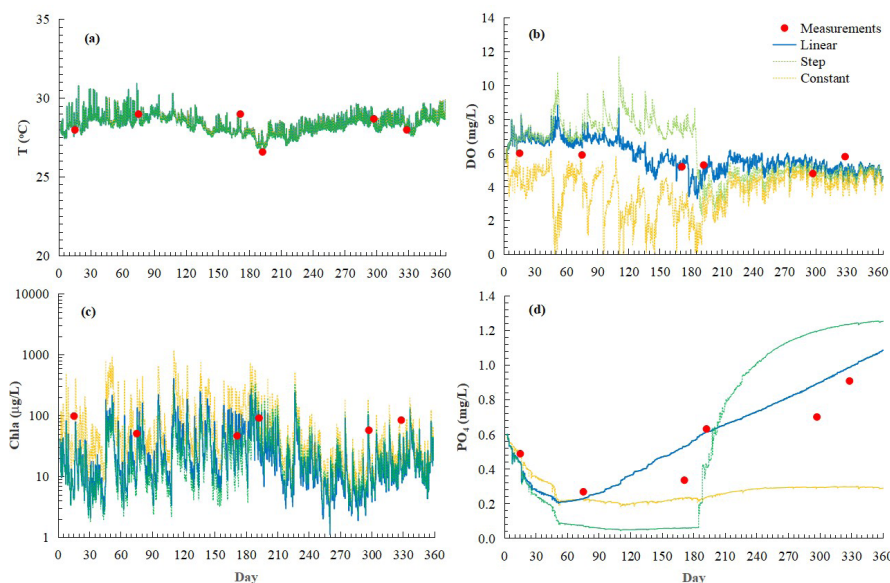 (a)
T (°C)
35
30
25
20
0 30 60 90 120 150 180 210 240 270 300 330 360
(b)
DO (mg/L)
14
12
10
8
6
4
2
0
0 30 60 90 120 150 180 210 240 270 300 330 360
Measurements
Linear
Step
Constant
(c)
Chla (μg/L)
10000
1000
100
10
1
0 30 60 90 120 150 180 210 240 270 300 330 360
Day
(d)
PO4 (mg/L)
1.4
1.2
1.0
0.8
0.6
0.4
0.2
0.0
0 30 60 90 120 150 180 210 240 270 300 330 360
Day